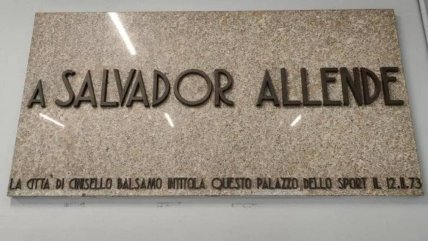 A SALVADOR ALLENDE
LA CITTÀ DI CINISELLO BALSAMO INTITOLA QUESTO PALAZZO DELLO SPORT IL 12.11.73